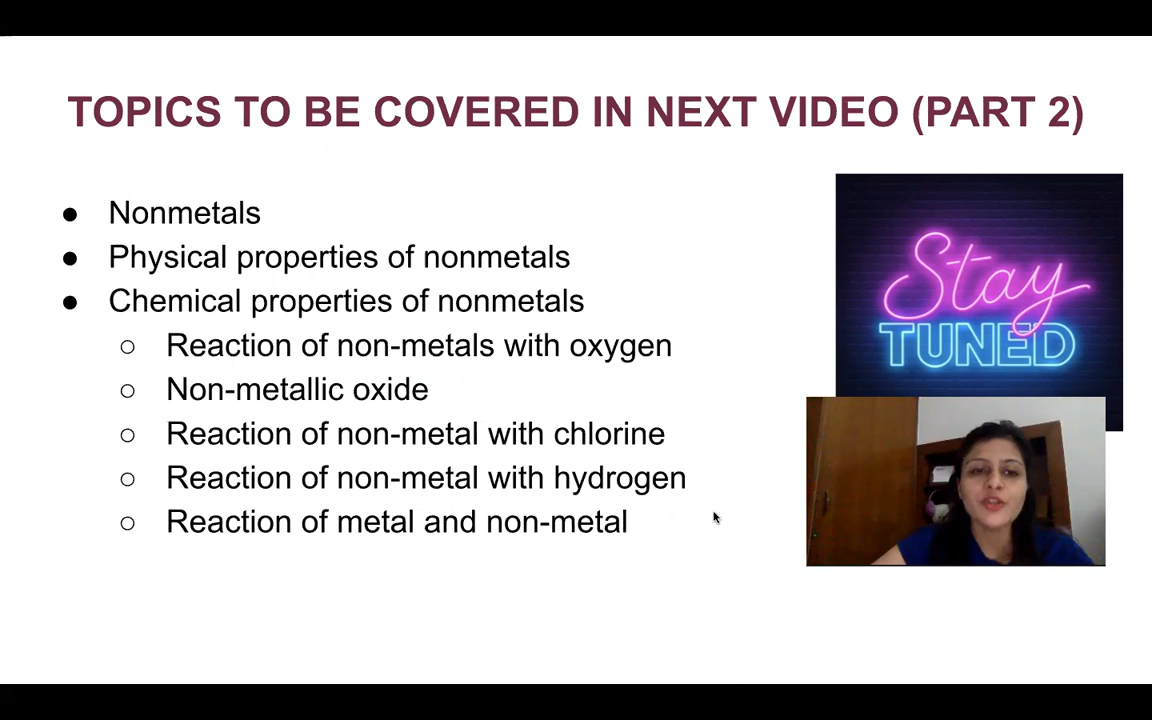 TOPICS TO BE COVERED IN NEXT VIDEO (PART 2)
● Nonmetals
● Physical properties of nonmetals
● Chemical properties of nonmetals
○ Reaction of non-metals with oxygen
○ Non-metallic oxide
○ Reaction of non-metal with chlorine
○ Reaction of non-metal with hydrogen
○ Reaction of metal and non-metal
Stay
TUNED